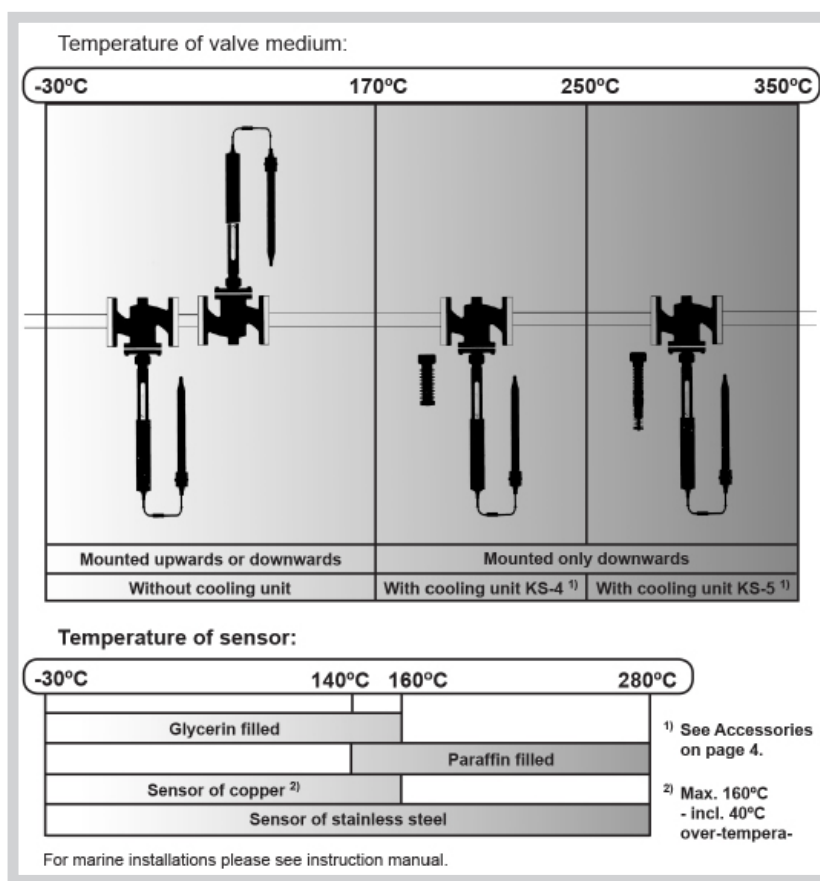 Temperature of valve medium:
-30ºC 170ºC 250ºC 350ºC
Mounted upwards or downwards Mounted only downwards
Without cooling unit With cooling unit KS-4 ¹⁾ With cooling unit KS-5 ¹⁾
Temperature of sensor:
-30ºC 140ºC 160ºC 280ºC
Glycerin filled
Paraffin filled
Sensor of copper ²⁾
Sensor of stainless steel
¹⁾ See Accessories
on page 4.
²⁾ Max. 160ºC
- incl. 40ºC
over-tempera-
For marine installations please see instruction manual.